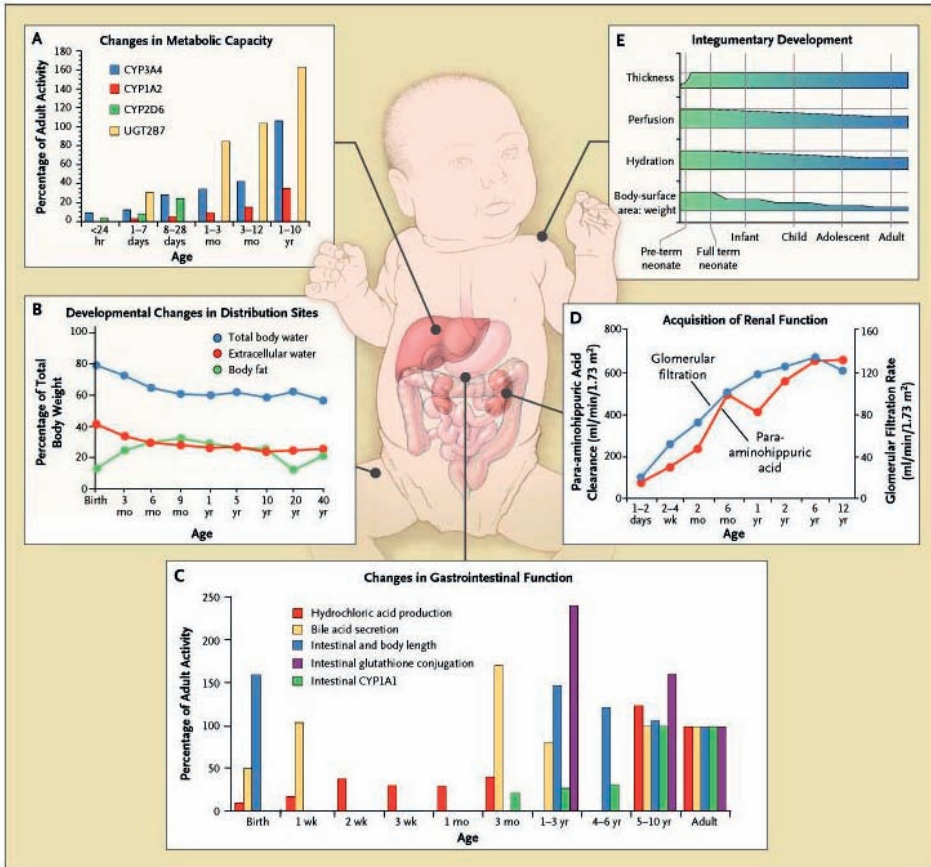 A
Changes in Metabolic Capacity
Percentage of Adult Activity
180
160
140
120
100
80
60
40
20
0
CYP3A4
CYP1A2
CYP2D6
UGT2B7
<24 hr
1–7 days
8–28 days
1–3 mo
3–12 mo
1–10 yr
Age
E
Integumentary Development
Thickness
Perfusion
Hydration
Body-surface
area: weight
Infant
Child
Adolescent
Adult
Pre-term
neonate
Full term
neonate
B
Developmental Changes in Distribution Sites
Percentage of Total
Body Weight
100
80
60
40
20
0
Total body water
Extracellular water
Body fat
Birth
3 mo
6 mo
9 mo
1 yr
5 yr
10 yr
20 yr
40 yr
Age
D
Acquisition of Renal Function
Para-aminohippuric Acid
Clearance (ml/min/1.73 m²)
800
600
400
200
0
Glomerular
filtration
Para-
aminohippuric
acid
160
120
80
40
0
Glomerular Filtration Rate
(ml/min/1.73 m²)
1–2 days
2–4 wk
2 mo
6 mo
1 yr
2 yr
6 yr
12 yr
Age
C
Changes in Gastrointestinal Function
Percentage of Adult Activity
250
200
150
100
50
0
Hydrochloric acid production
Bile acid secretion
Intestinal and body length
Intestinal glutathione conjugation
Intestinal CYP1A1
Birth
1 wk
2 wk
3 wk
1 mo
3 mo
1–3 yr
4–6 yr
5–10 yr
Adult
Age